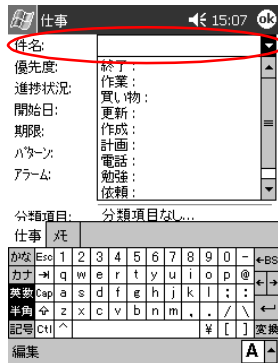 仕事 15:07 ok
件名:
優先度: 終了:
進捗状況: 作業:
買い物:
開始日: 更新:
期限: 作成:
計画:
パターン: 電話:
アラーム: 勉強:
依頼:
分類項目: 分類項目なし...
仕事 メモ
かな Esc 1 2 3 4 5 6 7 8 9 0 - ←BS
カナ →| q w e r t y u i o p @ ← →
英数 Cap a s d f g h j k l ; :
半角 z x c v b n m , . / \
記号 Ctl ^ ¥ [ ] 変換
編集 A